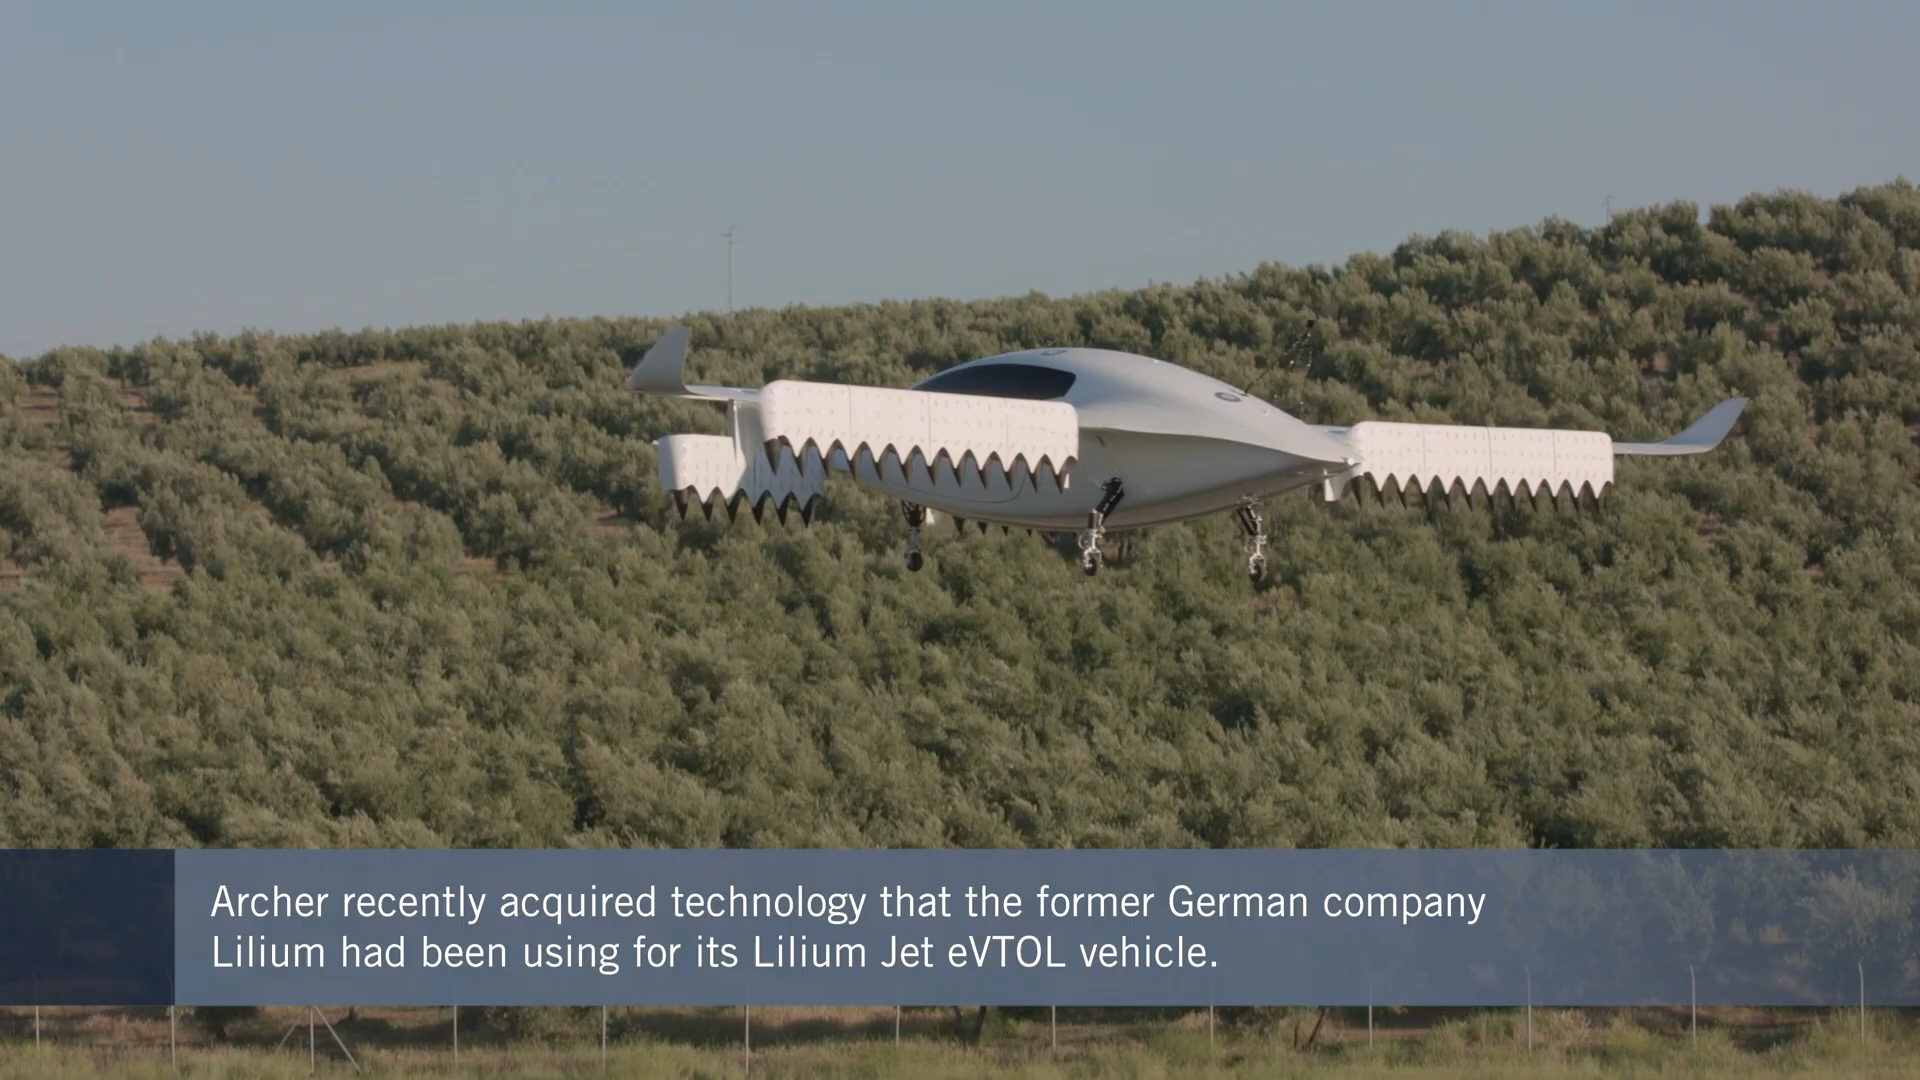 Archer recently acquired technology that the former German company
Lilium had been using for its Lilium Jet eVTOL vehicle.